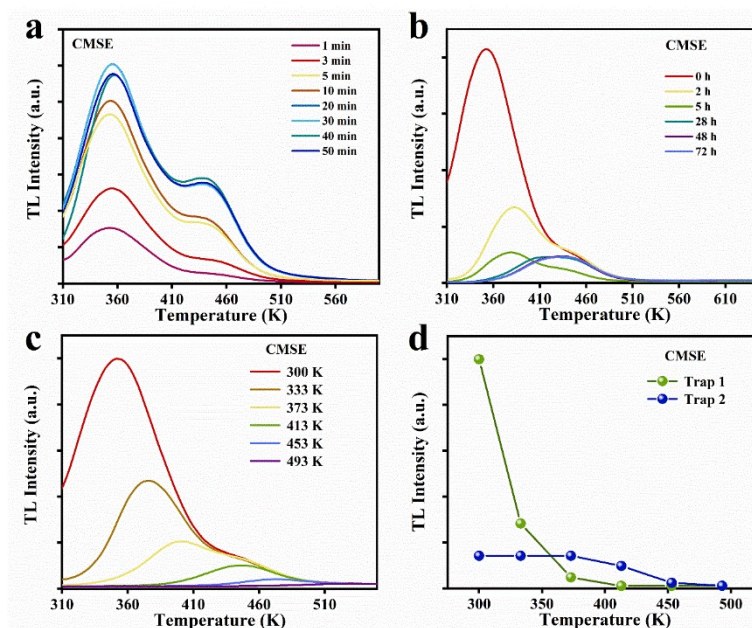 a
CMSE
1 min
3 min
5 min
10 min
20 min
30 min
40 min
50 min
TL Intensity (a.u.)
310 360 410 460 510 560
Temperature (K)
b
CMSE
0 h
2 h
5 h
28 h
48 h
72 h
TL Intensity (a.u.)
310 360 410 460 510 560 610
Temperature (K)
c
CMSE
300 K
333 K
373 K
413 K
453 K
493 K
TL Intensity (a.u.)
310 360 410 460 510
Temperature (K)
d
CMSE
Trap 1
Trap 2
TL Intensity (a.u.)
300 350 400 450 500
Temperature (K)